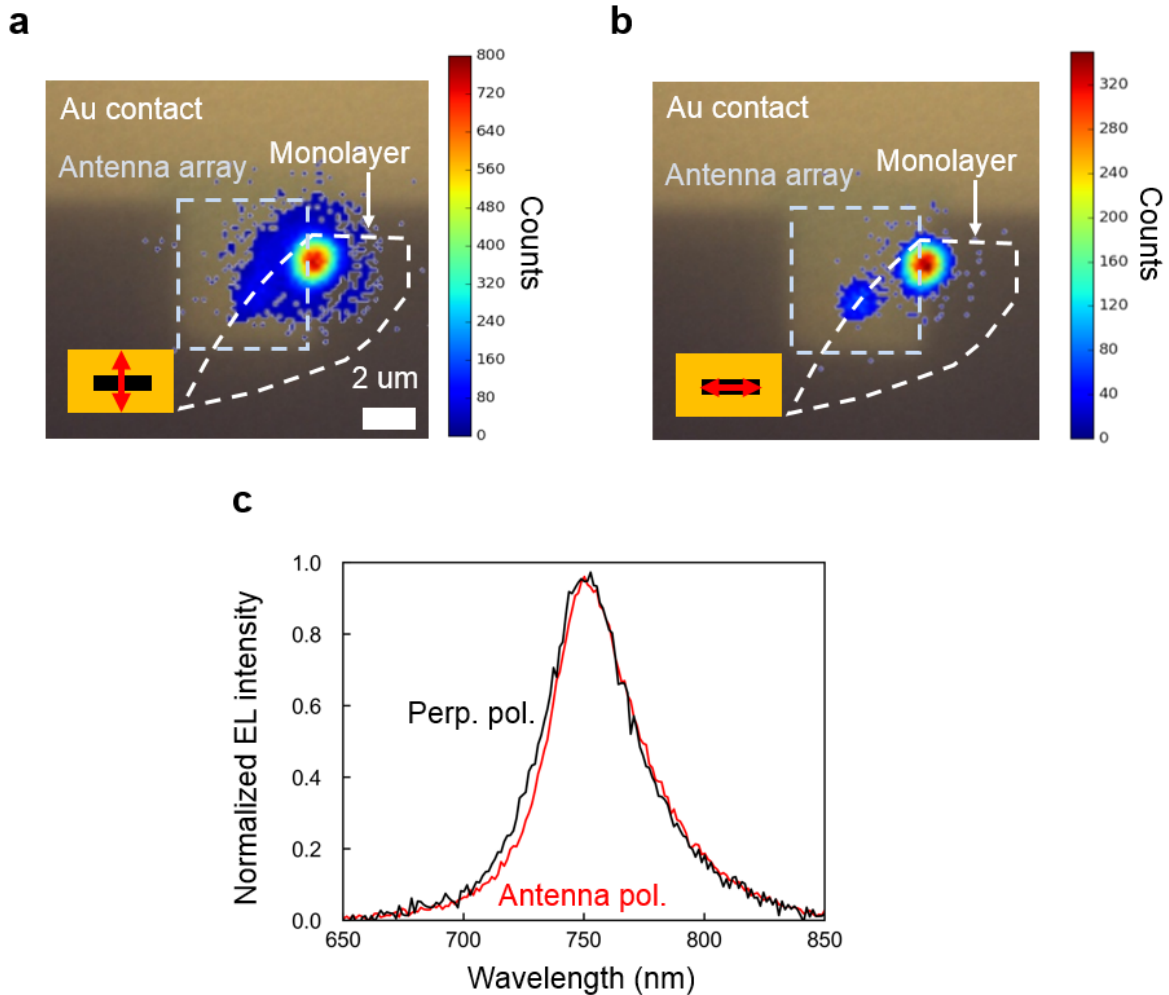 a
b
Au contact
Antenna array
Monolayer
2 um
800
720
640
560
480
400
320
240
160
80
0
Counts
Au contact
Antenna array
Monolayer
320
280
240
200
160
120
80
40
0
Counts
c
Normalized EL intensity
1.0
0.8
0.6
0.4
0.2
0.0
Perp. pol.
Antenna pol.
650
700
750
800
850
Wavelength (nm)